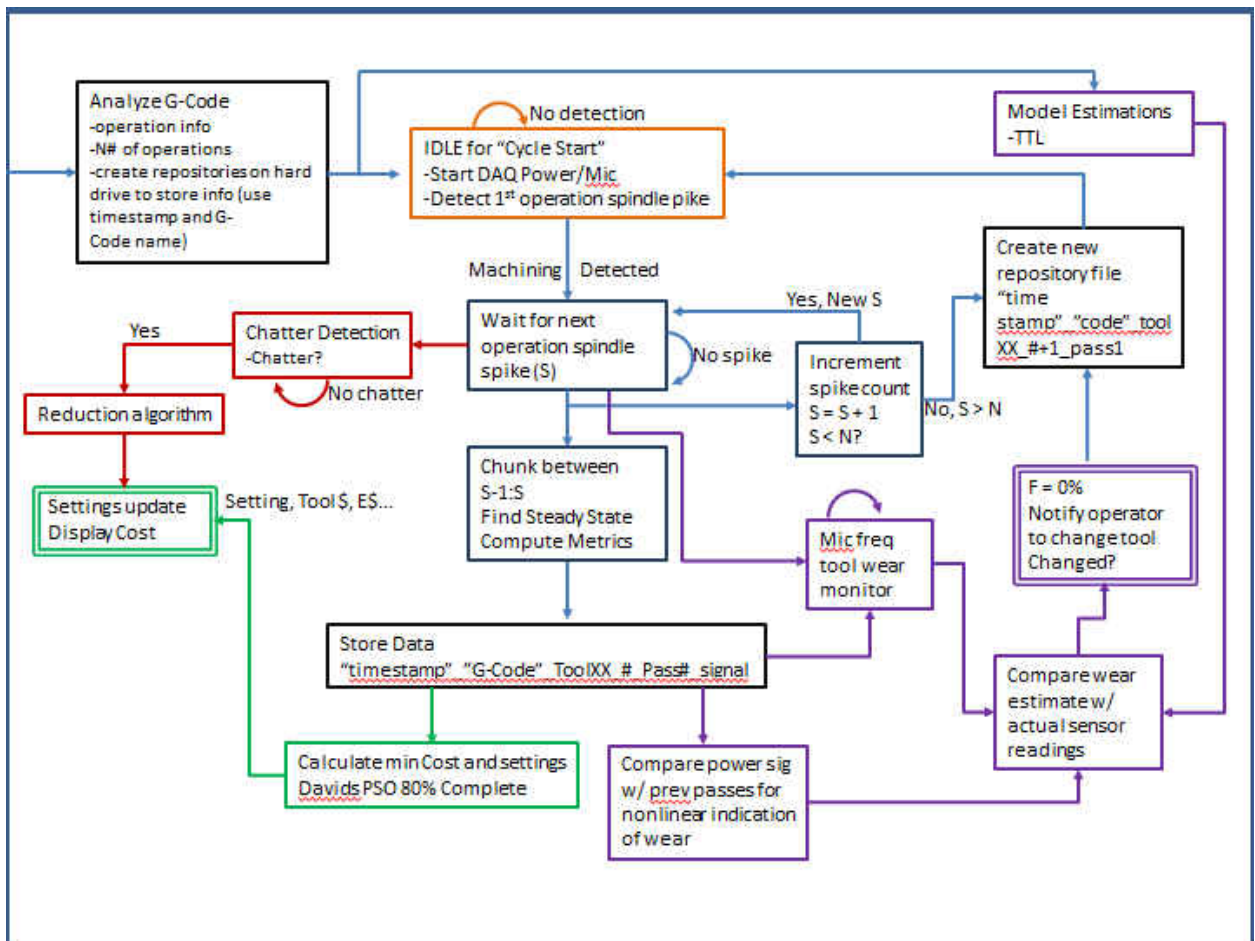 Analyze G-Code
-operation info
-N# of operations
-create repositories on hard
drive to store info (use
timestamp and G-
Code name)
No detection
IDLE for “Cycle Start”
-Start DAQ Power/Mic
-Detect 1st operation spindle pike
Model Estimations
-TTL
Machining Detected
Create new
repository file
“time
stamp”_”code”_tool
XX_#+1_pass1
Yes, New S
Wait for next
operation spindle
spike (S)
No spike
Increment
spike count
S = S + 1
S < N?
No, S > N
Yes
Chatter Detection
-Chatter?
No chatter
Reduction algorithm
Settings update
Display Cost
Setting, Tool $, E$...
Chunk between
S-1:S
Find Steady State
Compute Metrics
Mic freq
tool wear
monitor
F = 0%
Notify operator
to change tool
Changed?
Store Data
“timestamp”_”G-Code”_ToolXX_#_Pass#_signal
Compare wear
estimate w/
actual sensor
readings
Calculate min Cost and settings
Davids PSO 80% Complete
Compare power sig
w/ prev passes for
nonlinear indication
of wear